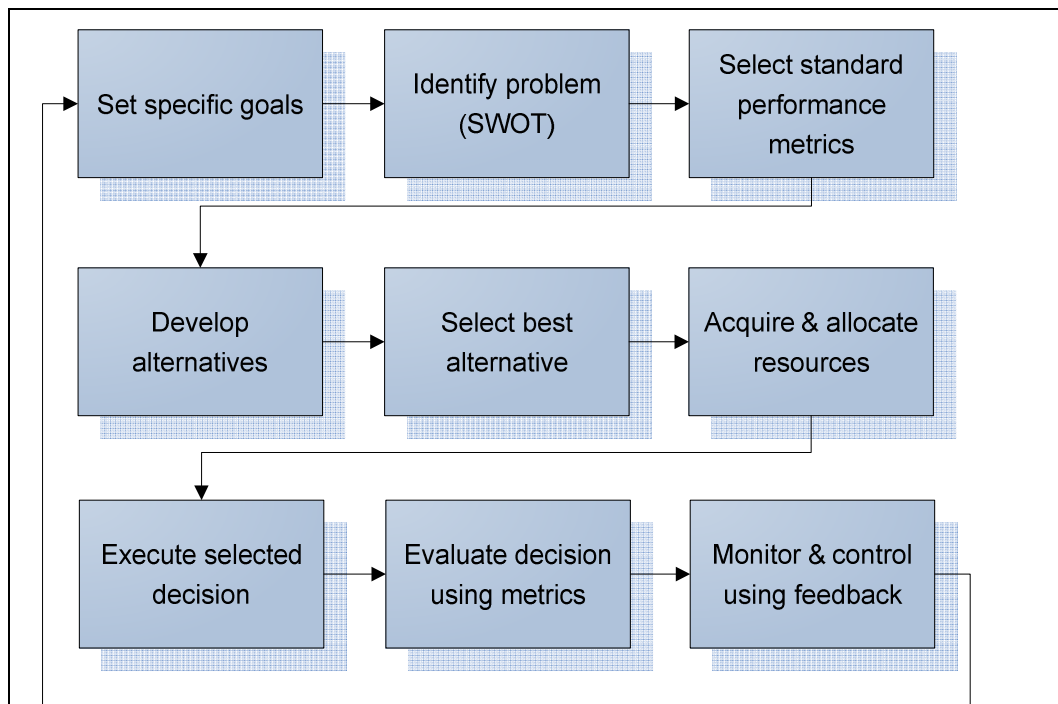 Set specific goals
Identify problem
(SWOT)
Select standard
performance
metrics
Develop
alternatives
Select best
alternative
Acquire & allocate
resources
Execute selected
decision
Evaluate decision
using metrics
Monitor & control
using feedback